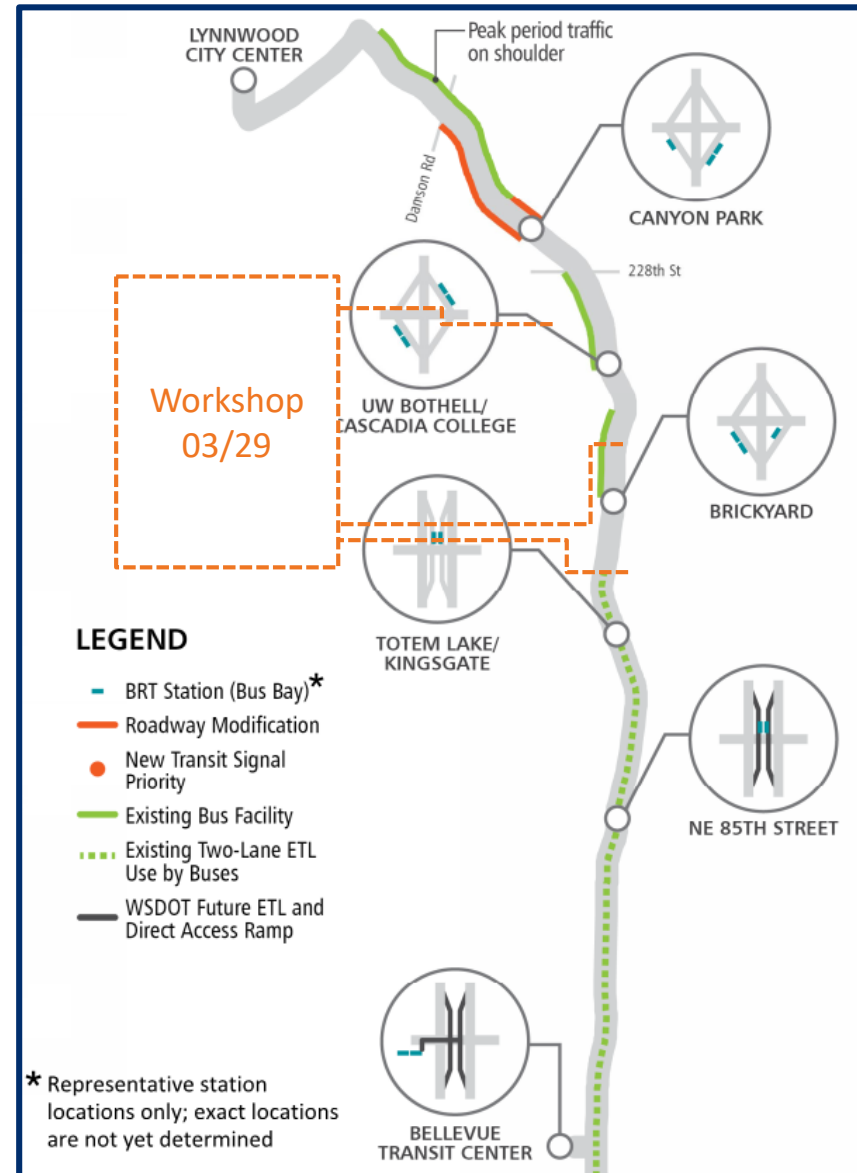 LYNNWOOD
CITY CENTER
Peak period traffic
on shoulder
Damson Rd
CANYON PARK
228th St
Workshop
03/29
UW BOTHELL/
CASCADIA COLLEGE
BRICKYARD
TOTEM LAKE/
KINGSGATE
LEGEND
BRT Station (Bus Bay)*
Roadway Modification
New Transit Signal
Priority
Existing Bus Facility
Existing Two-Lane ETL
Use by Buses
WSDOT Future ETL and
Direct Access Ramp
NE 85TH STREET
* Representative station
locations only; exact locations
are not yet determined
BELLEVUE
TRANSIT CENTER